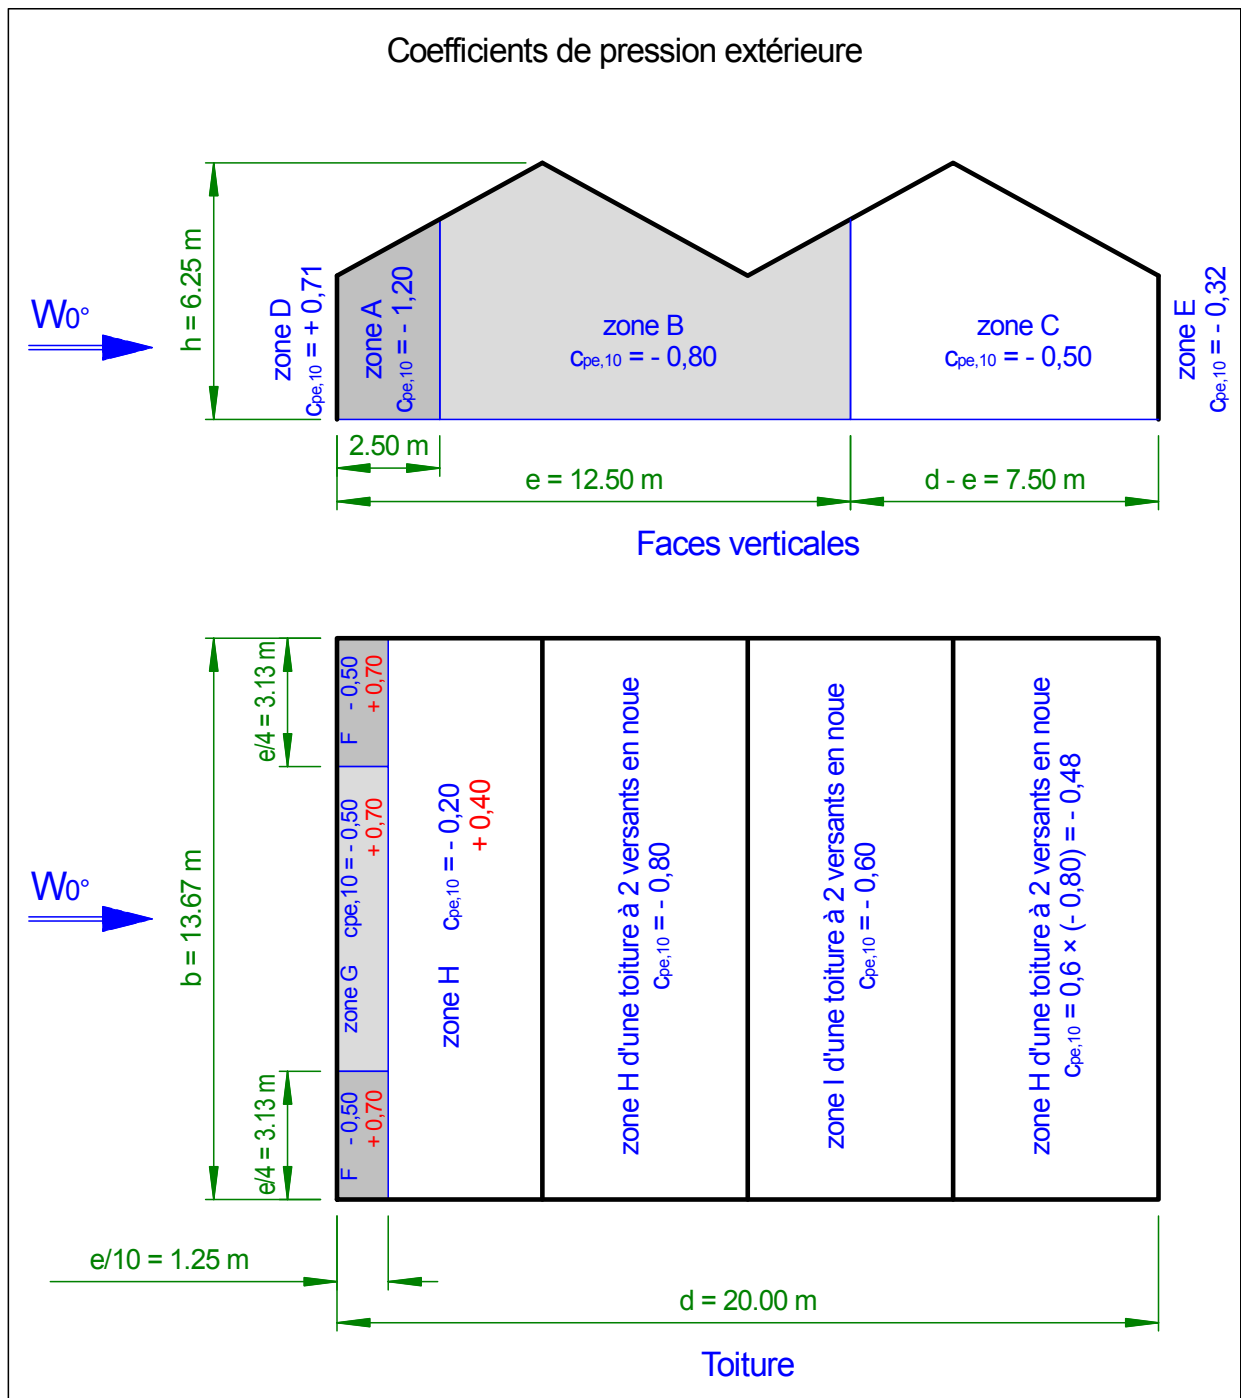 Coefficients de pression extérieure
h = 6.25 m
W0°
zone D
cpe,10 = + 0,71
zone A
cpe,10 = - 1,20
zone B
cpe,10 = - 0,80
zone C
cpe,10 = - 0,50
zone E
cpe,10 = - 0,32
2.50 m
e = 12.50 m
d - e = 7.50 m
Faces verticales
e/4 = 3.13 m
b = 13.67 m
W0°
e/4 = 3.13 m
F - 0,50
+ 0,70
zone G cpe,10 = - 0,50
+ 0,70
F - 0,50
+ 0,70
zone H cpe,10 = - 0,20
+ 0,40
zone H d'une toiture à 2 versants en noue
cpe,10 = - 0,80
zone I d'une toiture à 2 versants en noue
cpe,10 = - 0,60
zone H d'une toiture à 2 versants en noue
cpe,10 = 0,6 × (- 0,80) = - 0,48
e/10 = 1.25 m
d = 20.00 m
Toiture